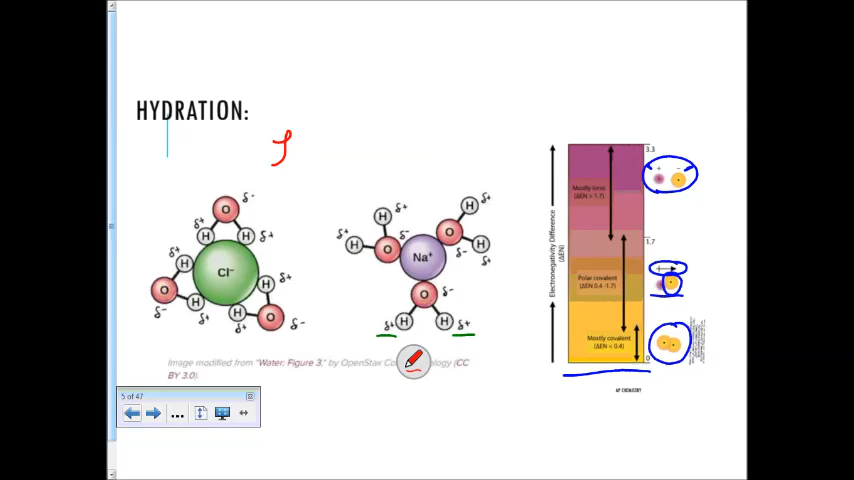 HYDRATION:
δ-
O
δ+
H
H
δ+
δ+
H
Cl⁻
H
δ+
O
H
H
O
δ-
δ+
δ+
δ-
H
δ+
H
δ+
δ+
H
O
δ-
O
H
δ-
δ+
Na⁺
O
δ-
δ+
H
H
δ+
Image modified from "Water: Figure 3," by OpenStax Co ology (CC
BY 3.0).
Electronegativity Difference
(ΔEN)
3.3
Mostly ionic
(ΔEN > 1.7)
1.7
Polar covalent
(ΔEN 0.4 -1.7)
Mostly covalent
(ΔEN < 0.4)
0
+ -
AP CHEMISTRY
5 of 47